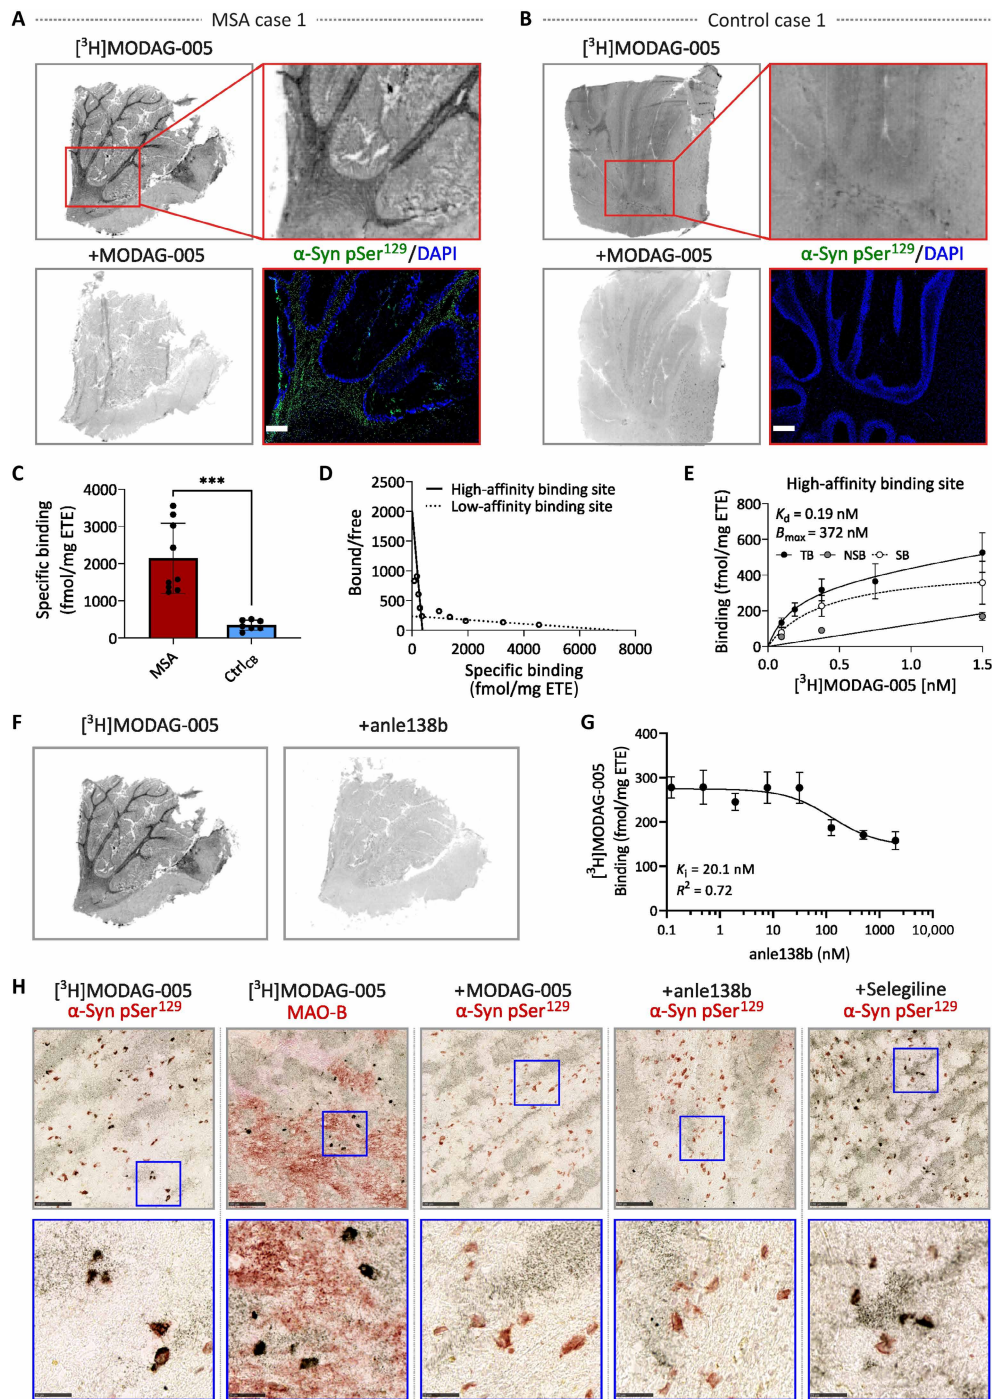 A MSA case 1
[³H]MODAG-005
+MODAG-005
α-Syn pSer¹²⁹/DAPI
B Control case 1
[³H]MODAG-005
+MODAG-005
α-Syn pSer¹²⁹/DAPI
C
Specific binding
(fmol/mg ETE)
4000
3000
2000
1000
0
***
MSA
Ctrl_CB
D
Bound/free
2500
2000
1500
1000
500
0
High-affinity binding site
Low-affinity binding site
0 2000 4000 6000 8000
Specific binding
(fmol/mg ETE)
E
High-affinity binding site
Binding (fmol/mg ETE)
800
600
400
200
0
K_d = 0.19 nM
B_max = 372 nM
TB NSB SB
0.0 0.5 1.0 1.5
[³H]MODAG-005 [nM]
F
[³H]MODAG-005
+anle138b
G
[³H]MODAG-005
Binding (fmol/mg ETE)
400
300
200
100
0
K_i = 20.1 nM
R² = 0.72
0.1 1 10 100 1000 10,000
anle138b (nM)
H
[³H]MODAG-005
α-Syn pSer¹²⁹
[³H]MODAG-005
MAO-B
+MODAG-005
α-Syn pSer¹²⁹
+anle138b
α-Syn pSer¹²⁹
+Selegiline
α-Syn pSer¹²⁹